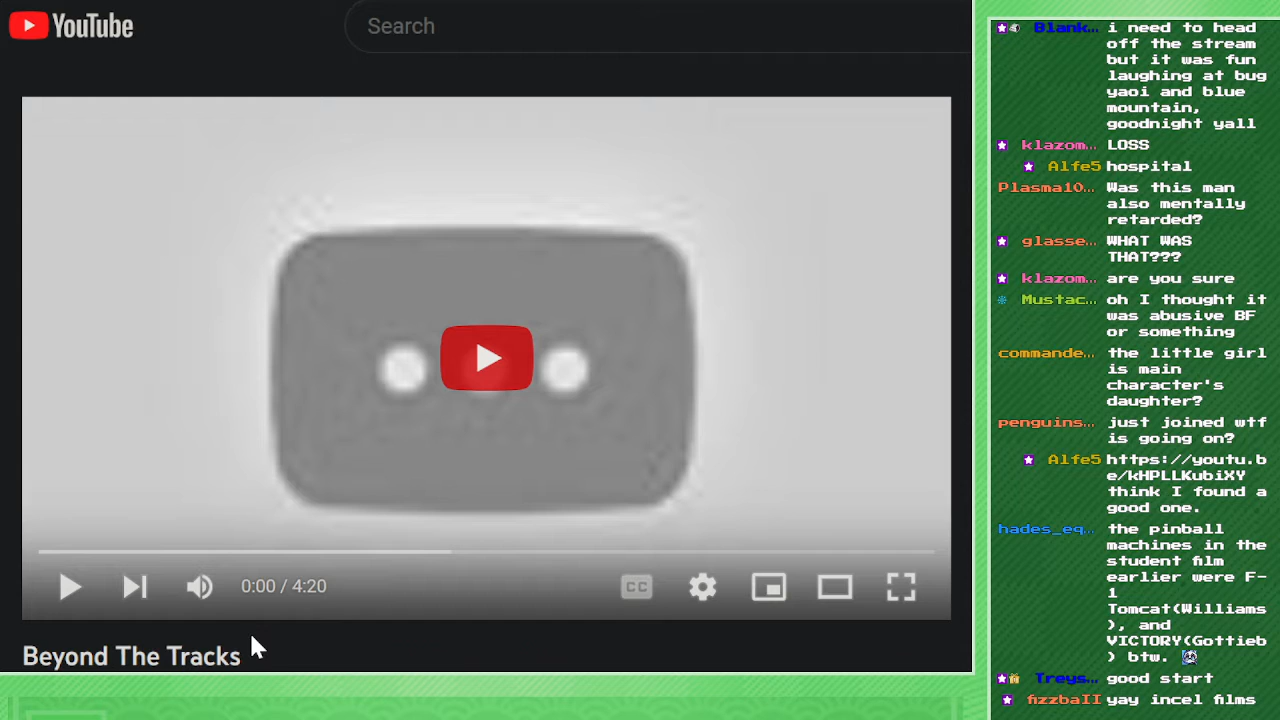 YouTube
Search
0:00 / 4:20
CC
Beyond The Tracks
Blank... i need to head
off the stream
but it was fun
laughing at bug
yaoi and blue
mountain,
goodnight yall
klazom... LOSS
Alfe5 hospital
Plasma10... Was this man
also mentally
retarded?
glasse... WHAT WAS
THAT???
klazom... are you sure
Mustac... oh I thought it
was abusive BF
or something
commande... the little girl
is main
character's
daughter?
penguins... just joined wtf
is going on?
Alfe5 https://youtu.b
e/kHPLLKubiXY
think I found a
good one.
hades_eq... the pinball
machines in the
student film
earlier were F-
1
Tomcat(Williams
), and
VICTORY(Gottieb
) btw.
Treys... good start
fizzbaII yay incel films